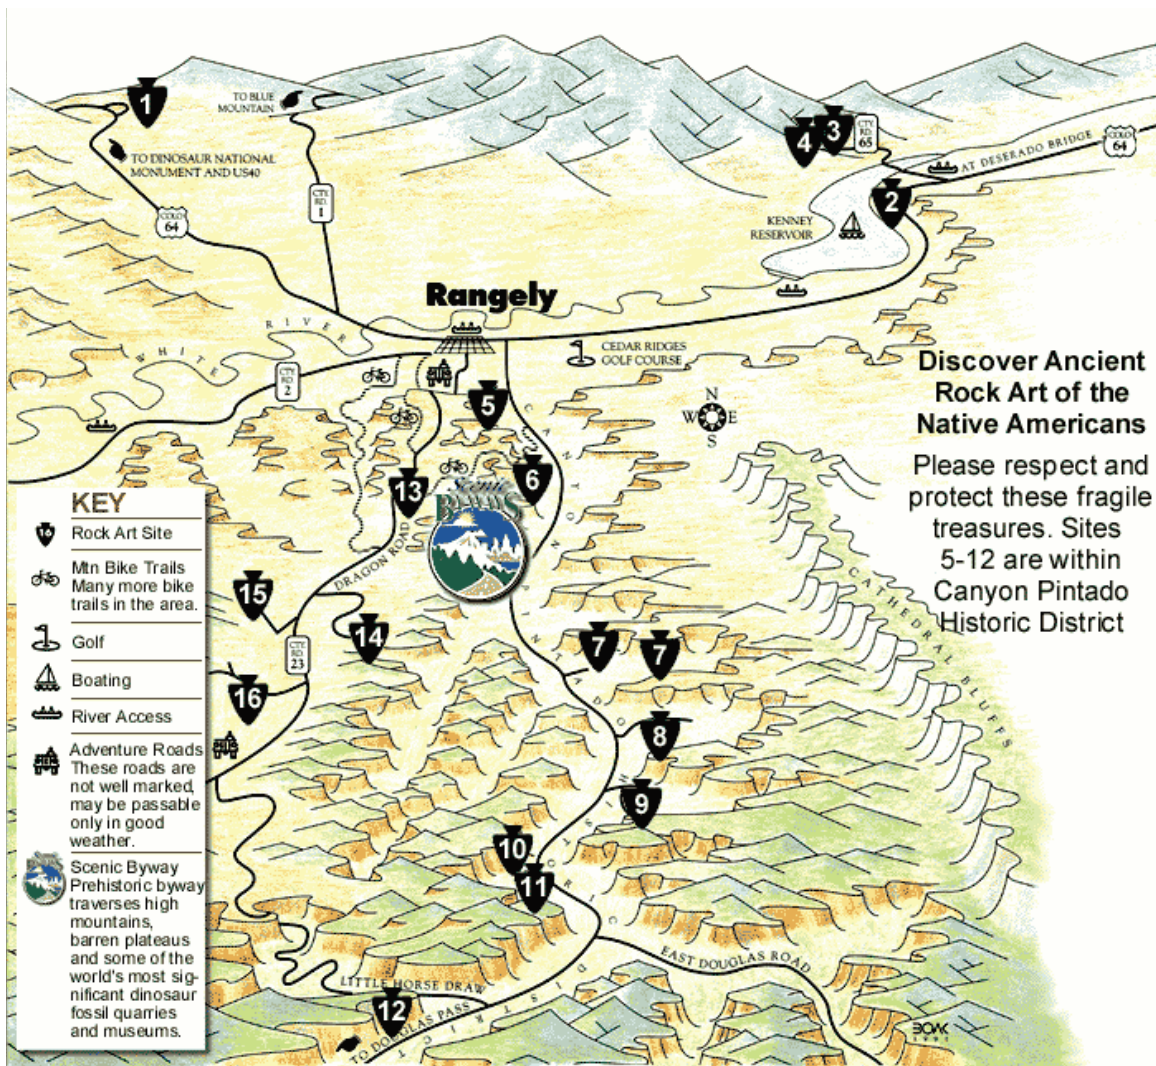 1
TO BLUE
MOUNTAIN
TO DINOSAUR NATIONAL
MONUMENT AND US40
CTY.
RD.
1
COLO
64
4
3
CTY.
RD.
65
AT DESERADO BRIDGE
COLO
64
2
KENNEY
RESERVOIR
Rangely
WHITE RIVER
CEDAR RIDGES
GOLF COURSE
CTY.
RD.
2
5
N
W E
S
Discover Ancient
Rock Art of the
Native Americans
Please respect and
protect these fragile
treasures. Sites
5-12 are within
Canyon Pintado
Historic District
6
13
Scenic
BYWAYS
DRAGON ROAD
15
14
CTY.
RD.
23
16
7
7
8
9
10
11
12
CANYON PINTADO HISTORIC DISTRICT
CATHEDRAL BLUFFS
EAST DOUGLAS ROAD
LITTLE HORSE DRAW
TO DOUGLAS PASS
BOAK
1991
KEY
16
Rock Art Site
Mtn Bike Trails
Many more bike
trails in the area.
Golf
Boating
River Access
Adventure Roads
These roads are
not well marked,
may be passable
only in good
weather.
Scenic Byway
Prehistoric byway
traverses high
mountains,
barren plateaus
and some of the
world's most sig-
nificant dinosaur
fossil quarries
and museums.